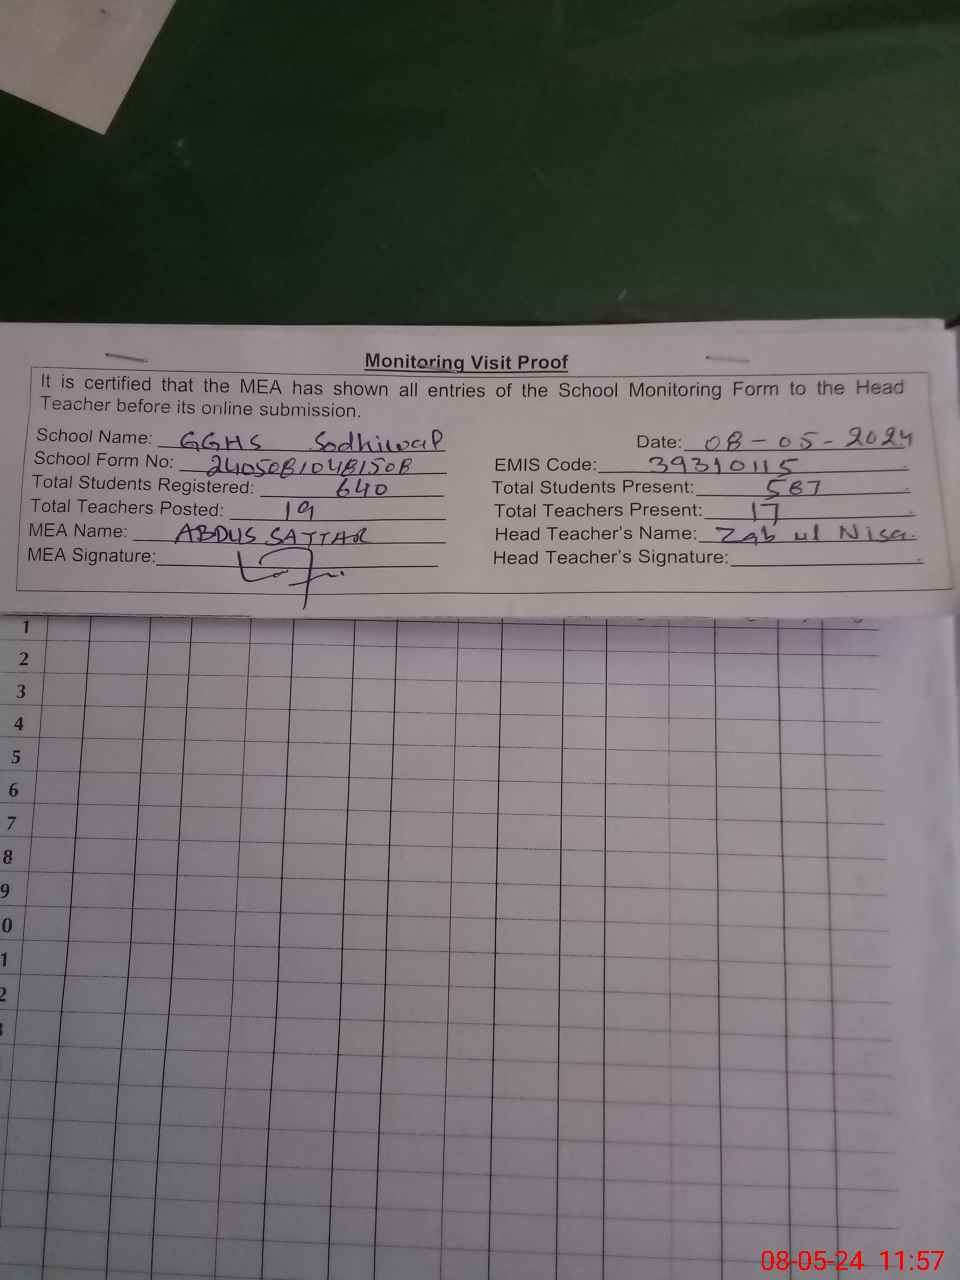 Monitoring Visit Proof
It is certified that the MEA has shown all entries of the School Monitoring Form to the Head
Teacher before its online submission.
School Name: GGHS Sodhiwal Date: 08-05-2024
School Form No: 240508104B150B EMIS Code: 39310115
Total Students Registered: 640 Total Students Present: 587
Total Teachers Posted: 19 Total Teachers Present: 17
MEA Name: ABDUS SATTAR Head Teacher's Name: Zab ul Nisa
MEA Signature: Head Teacher's Signature:
1
2
3
4
5
6
7
8
9
0
1
2
08-05-24 11:57